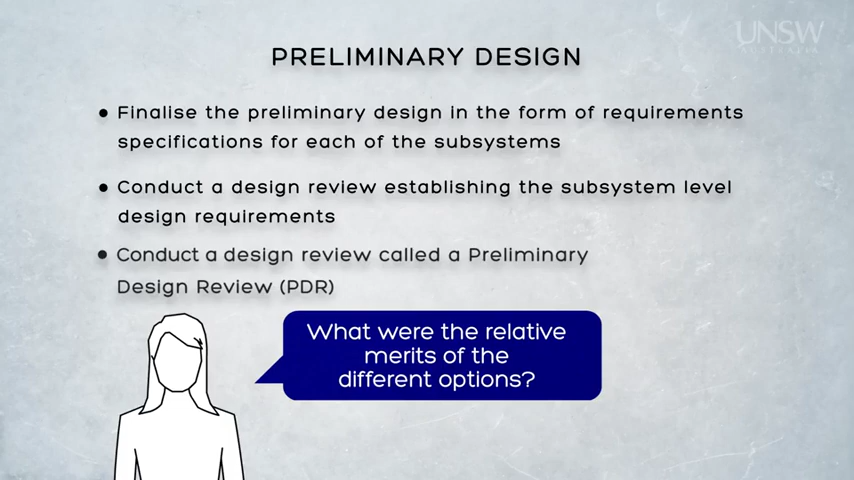 UNSW
AUSTRALIA
PRELIMINARY DESIGN
• Finalise the preliminary design in the form of requirements
specifications for each of the subsystems
• Conduct a design review establishing the subsystem level
design requirements
• Conduct a design review called a Preliminary
Design Review (PDR)
What were the relative
merits of the
different options?